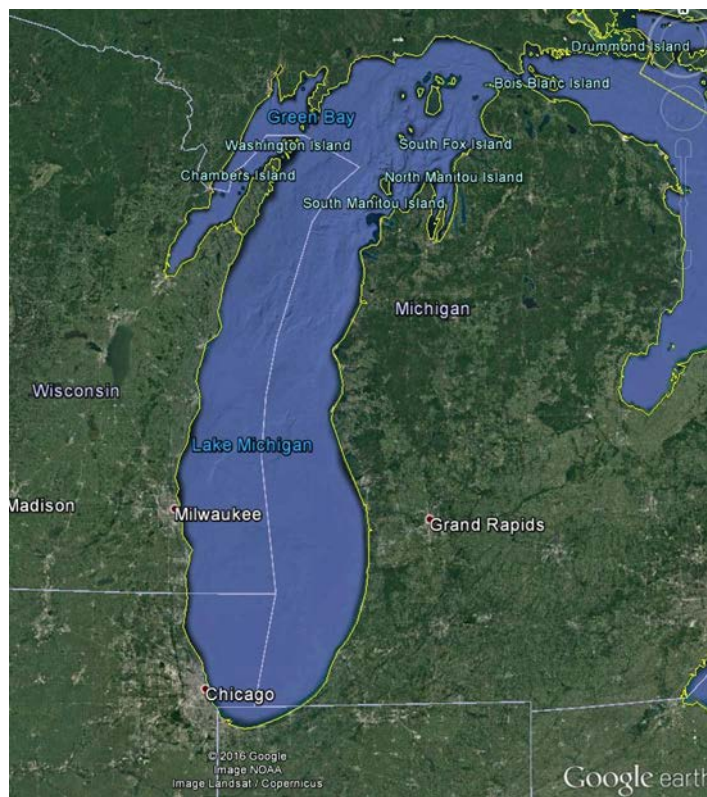 Drummond Island
Bois Blanc Island
Green Bay
Washington Island
South Fox Island
Chambers Island
North Manitou Island
South Manitou Island
Michigan
Wisconsin
Lake Michigan
Madison
Milwaukee
Grand Rapids
Chicago
© 2016 Google
Image NOAA
Image Landsat / Copernicus
Google earth